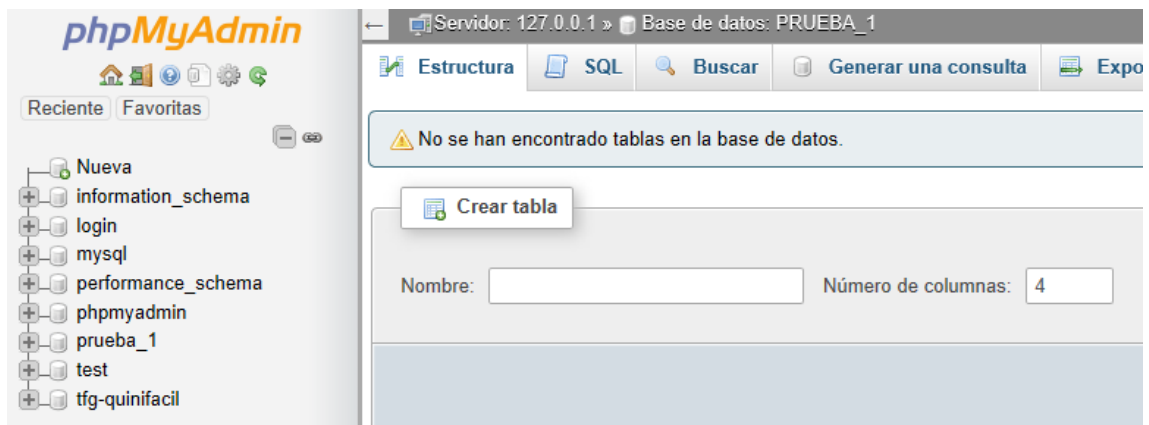 phpMyAdmin
Reciente Favoritas
Nueva
information_schema
login
mysql
performance_schema
phpmyadmin
prueba_1
test
tfg-quinifacil
← Servidor: 127.0.0.1 » Base de datos: PRUEBA_1
Estructura SQL Buscar Generar una consulta Expo
No se han encontrado tablas en la base de datos.
Crear tabla
Nombre: Número de columnas: 4